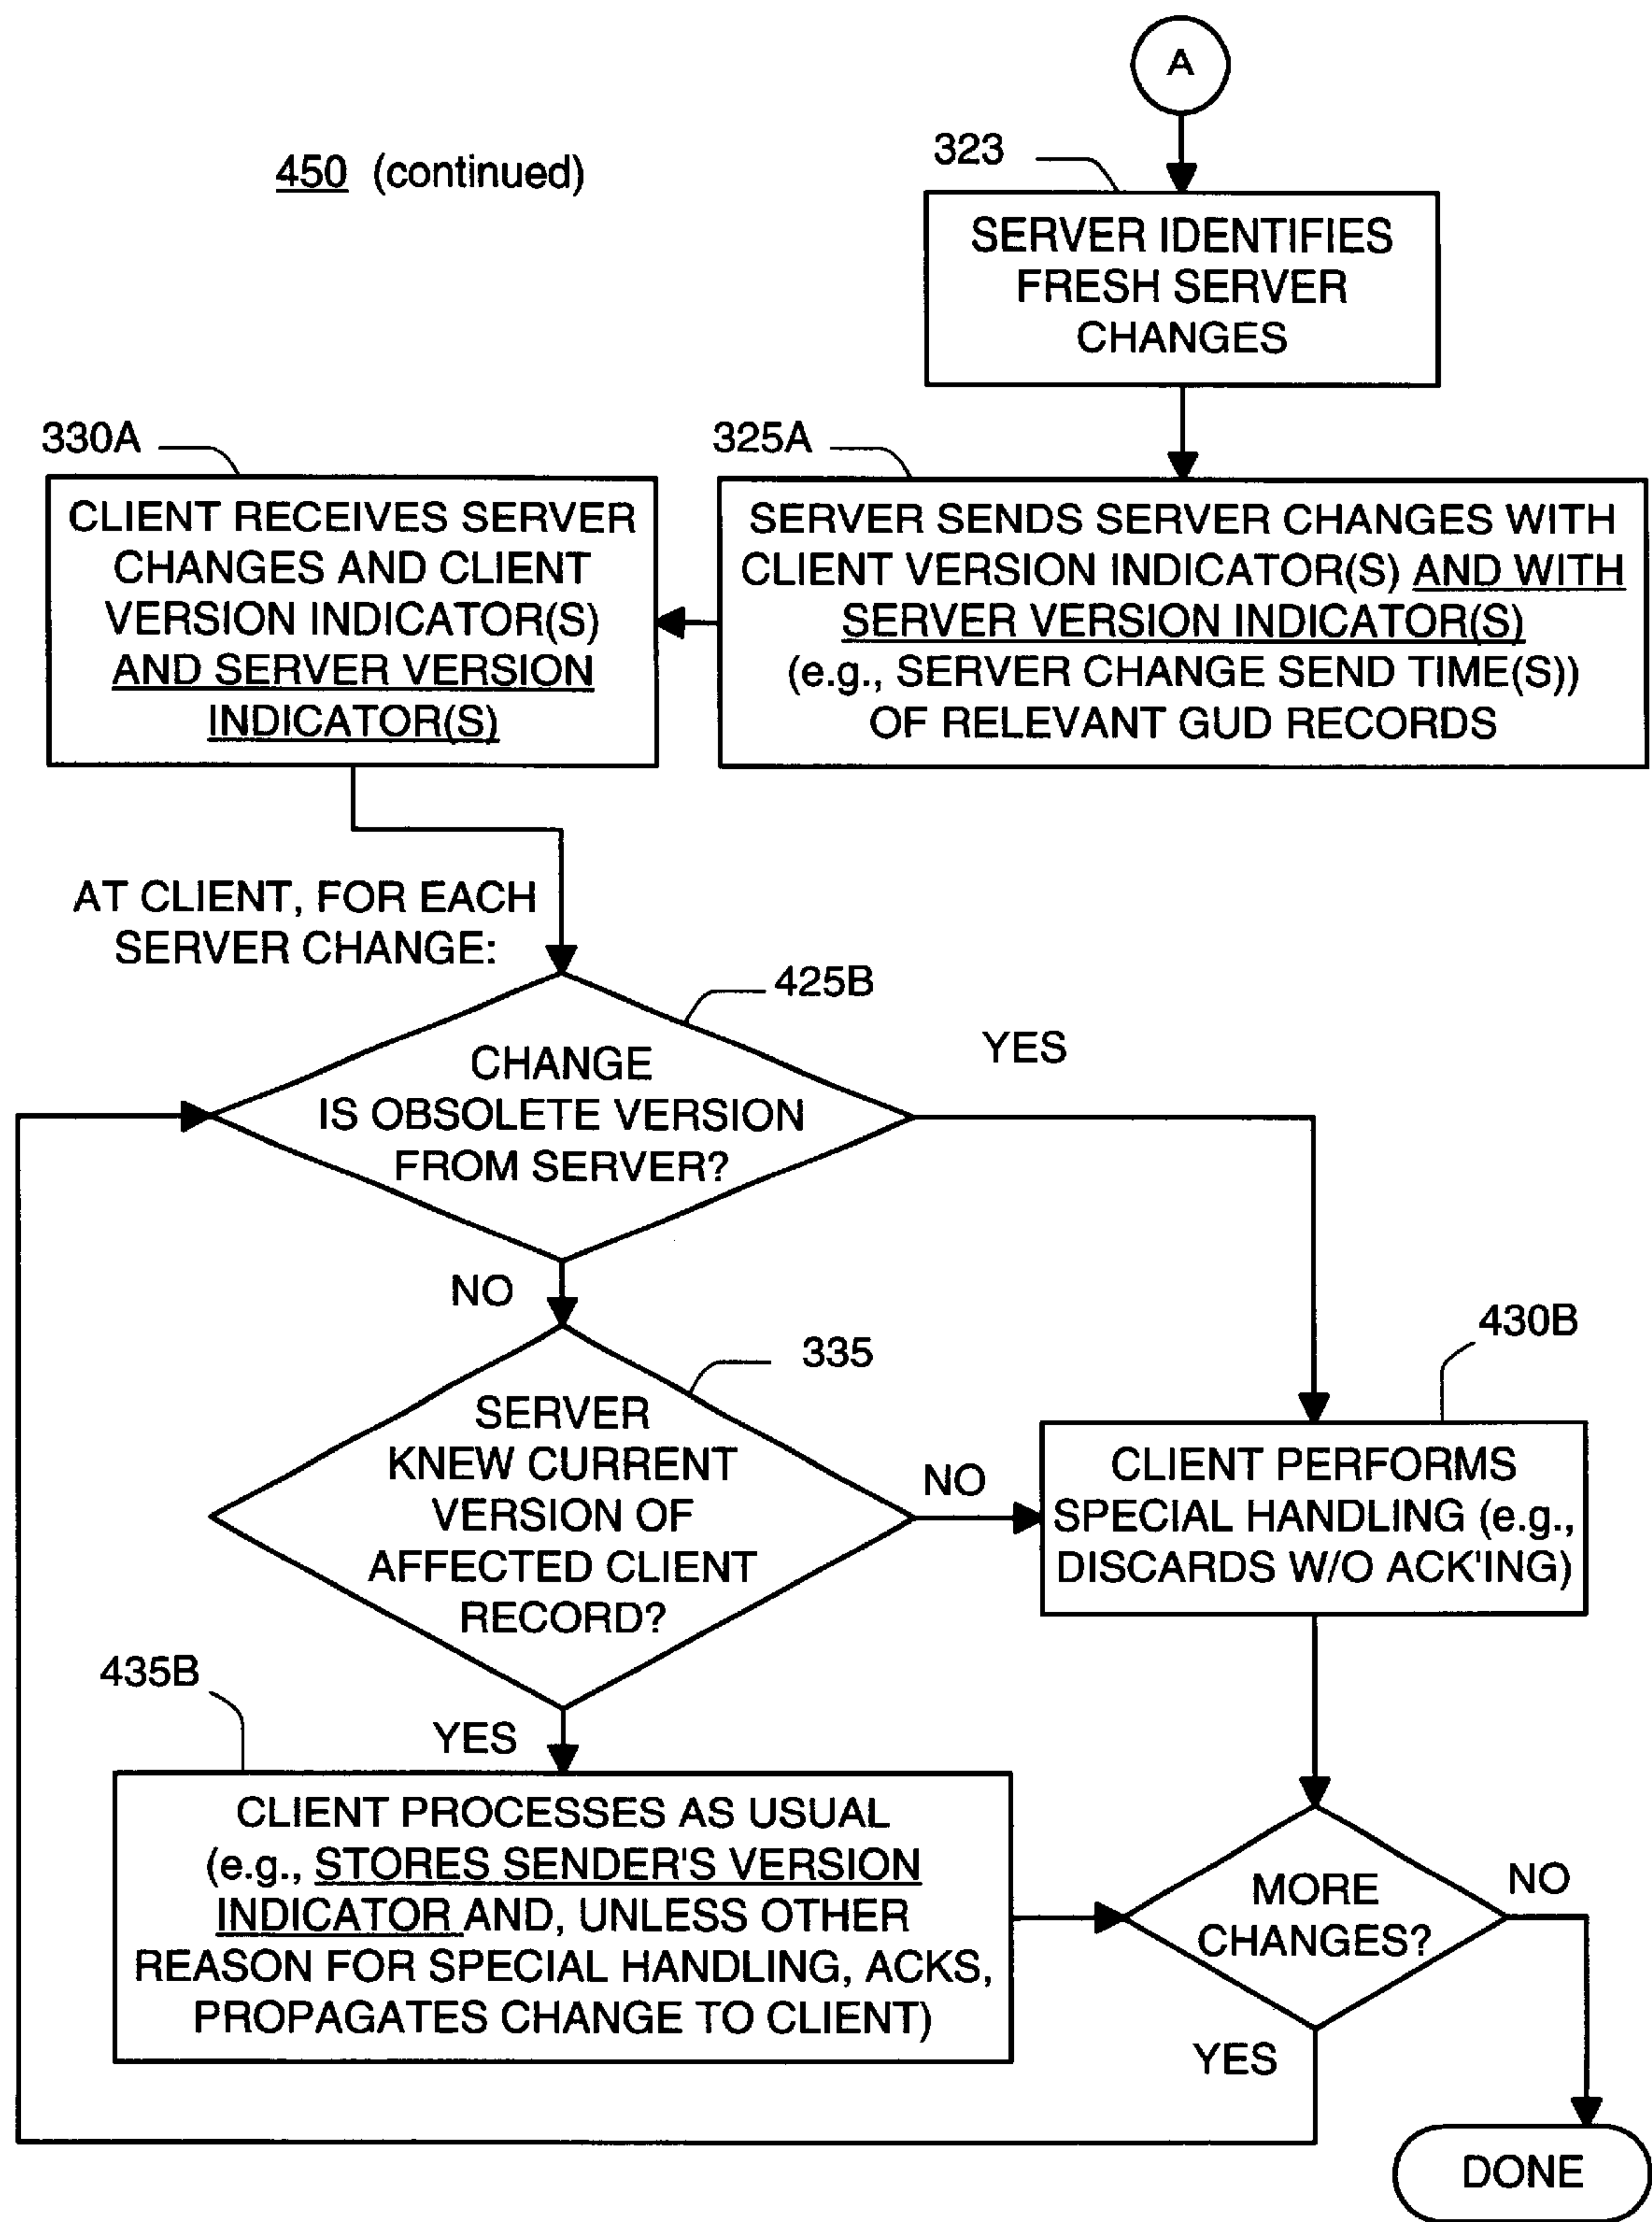 A
450 (continued)
323
SERVER IDENTIFIES
FRESH SERVER
CHANGES
330A
CLIENT RECEIVES SERVER
CHANGES AND CLIENT
VERSION INDICATOR(S)
AND SERVER VERSION
INDICATOR(S)
325A
SERVER SENDS SERVER CHANGES WITH
CLIENT VERSION INDICATOR(S) AND WITH
SERVER VERSION INDICATOR(S)
(e.g., SERVER CHANGE SEND TIME(S))
OF RELEVANT GUD RECORDS
AT CLIENT, FOR EACH
SERVER CHANGE:
425B
CHANGE
IS OBSOLETE VERSION
FROM SERVER?
YES
NO
335
SERVER
KNEW CURRENT
VERSION OF
AFFECTED CLIENT
RECORD?
NO
430B
CLIENT PERFORMS
SPECIAL HANDLING (e.g.,
DISCARDS W/O ACK'ING)
YES
435B
CLIENT PROCESSES AS USUAL
(e.g., STORES SENDER'S VERSION
INDICATOR AND, UNLESS OTHER
REASON FOR SPECIAL HANDLING, ACKS,
PROPAGATES CHANGE TO CLIENT)
MORE
CHANGES?
NO
YES
DONE